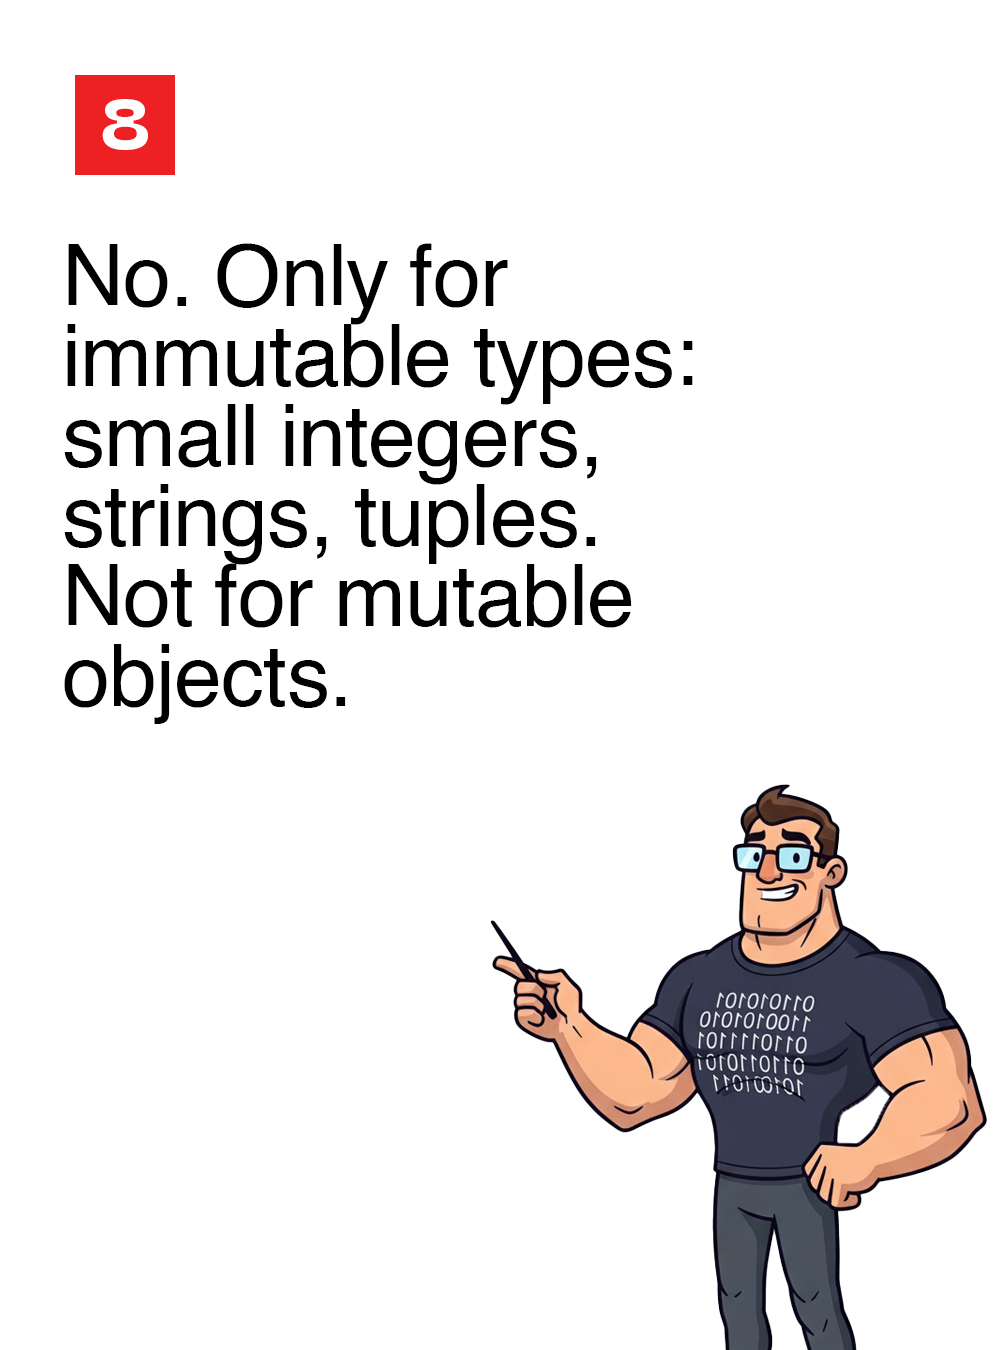 8
No. Only for
immutable types:
small integers,
strings, tuples.
Not for mutable
objects.